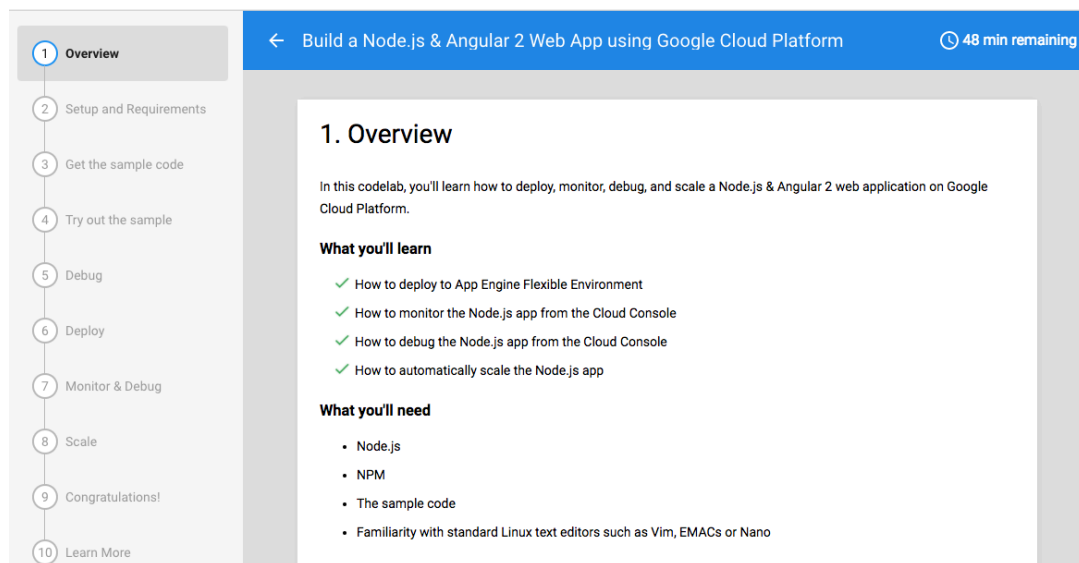 1 Overview
2 Setup and Requirements
3 Get the sample code
4 Try out the sample
5 Debug
6 Deploy
7 Monitor & Debug
8 Scale
9 Congratulations!
10 Learn More
Build a Node.js & Angular 2 Web App using Google Cloud Platform
48 min remaining
1. Overview
In this codelab, you'll learn how to deploy, monitor, debug, and scale a Node.js & Angular 2 web application on Google
Cloud Platform.
What you'll learn
How to deploy to App Engine Flexible Environment
How to monitor the Node.js app from the Cloud Console
How to debug the Node.js app from the Cloud Console
How to automatically scale the Node.js app
What you'll need
• Node.js
• NPM
• The sample code
• Familiarity with standard Linux text editors such as Vim, EMACs or Nano